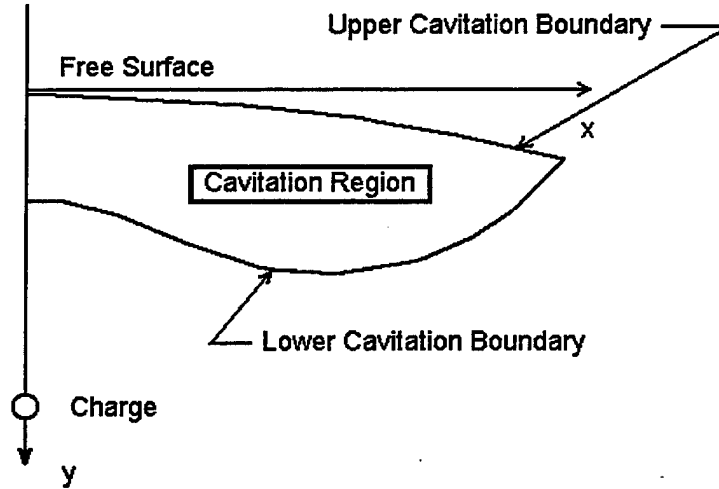 Upper Cavitation Boundary
Free Surface
x
Cavitation Region
Lower Cavitation Boundary
Charge
y